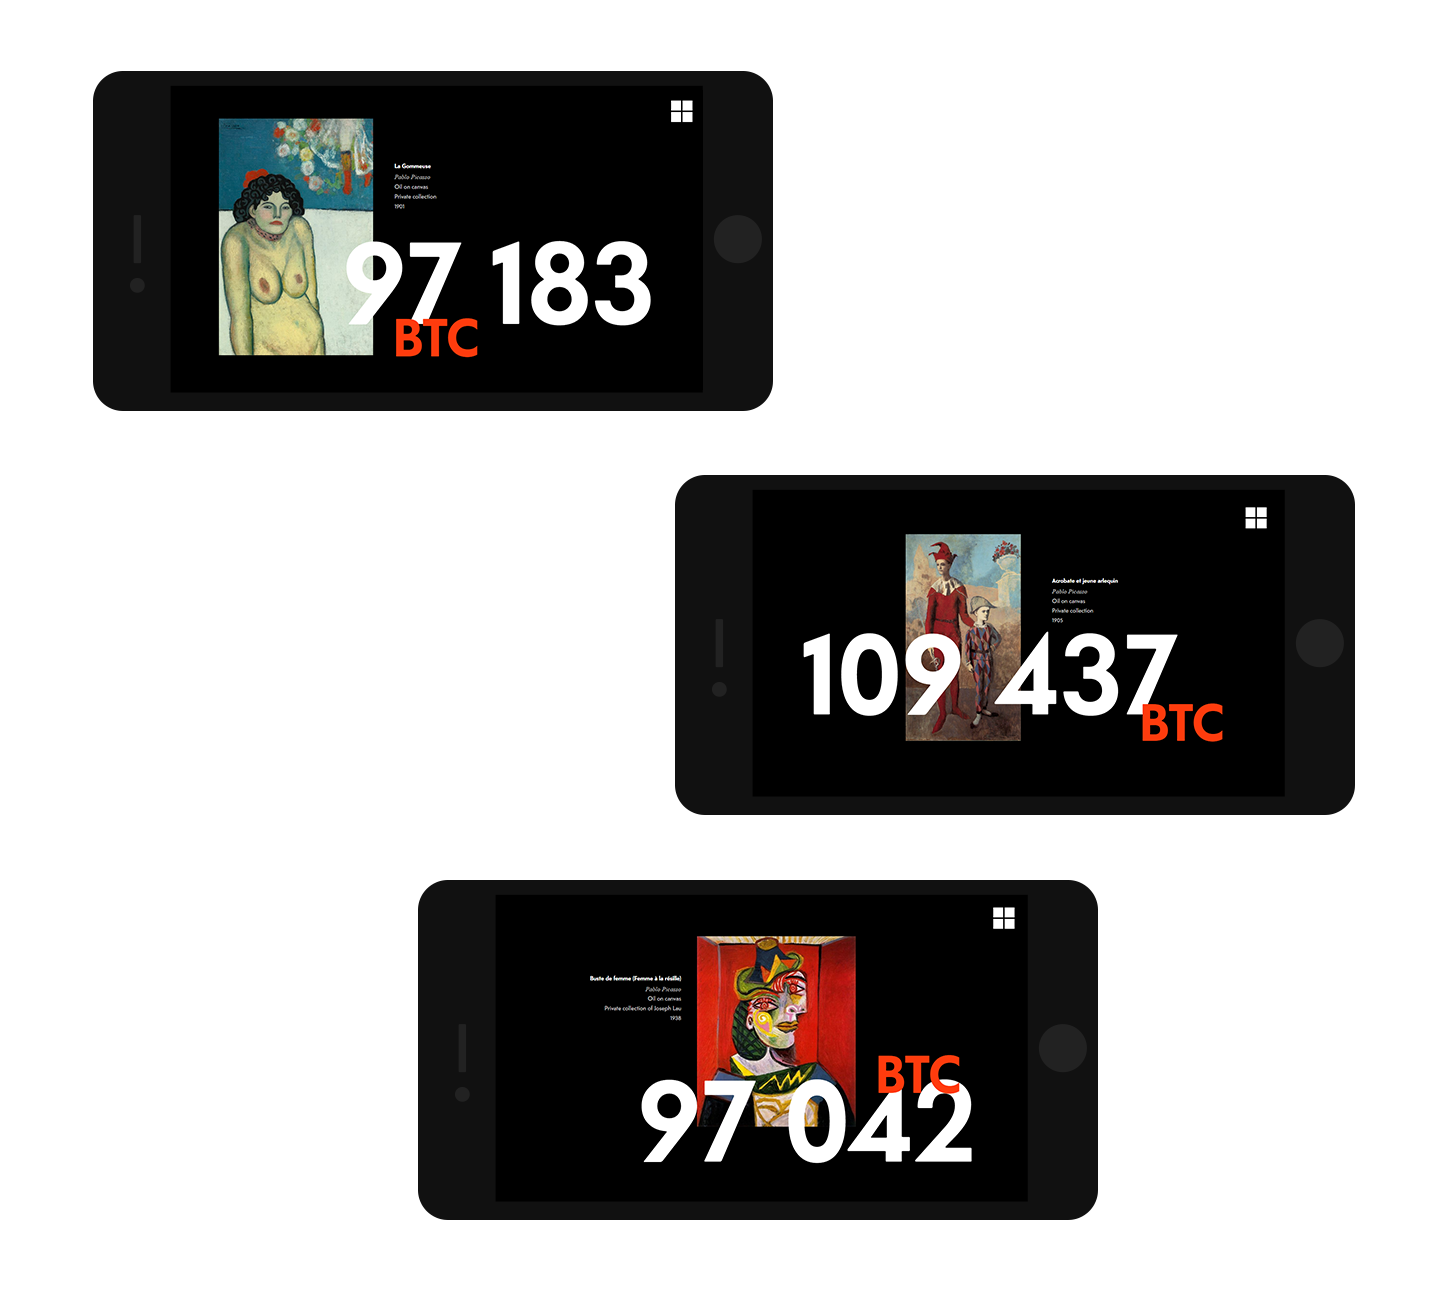 La Gommeuse
Pablo Picasso
Oil on canvas
Private collection
1901
97 183
BTC
Acrobate et jeune arlequin
Pablo Picasso
Oil on canvas
Private collection
1905
109 437
BTC
Buste de femme (Femme à la résille)
Pablo Picasso
Oil on canvas
Private collection of Joseph Lau
1938
BTC
97 042